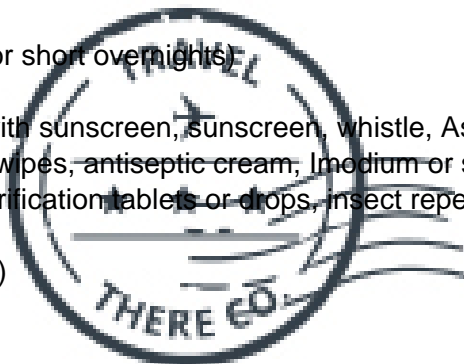 or short overnights)
TRAVEL
ith sunscreen, sunscreen, whistle, As
wipes, antiseptic cream, Imodium or s
rification tablets or drops, insect repe
)
THERE CO.